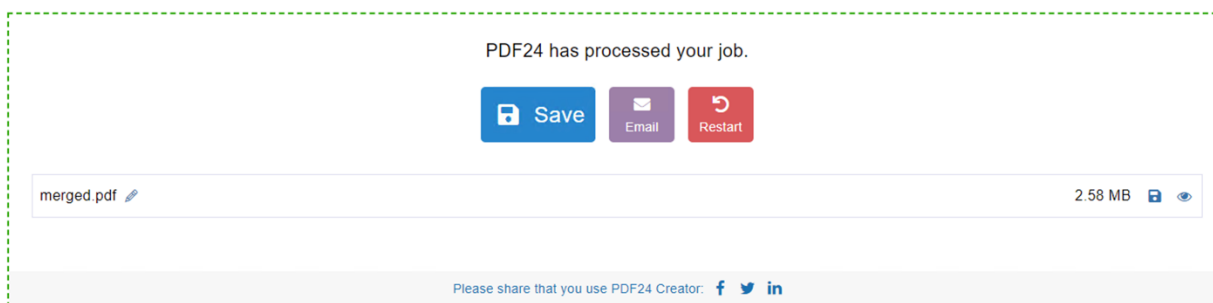 PDF24 has processed your job.
Save
Email
Restart
merged.pdf 2.58 MB
Please share that you use PDF24 Creator: